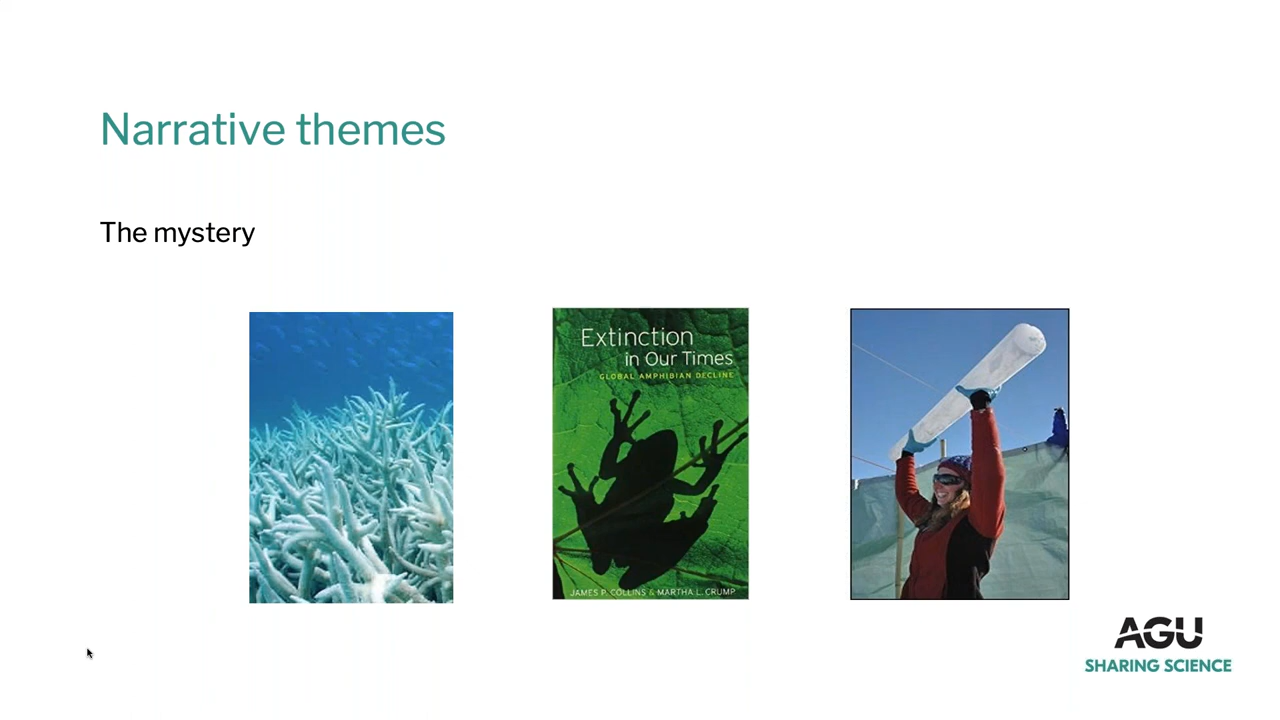 Narrative themes
The mystery
Extinction
in Our Times
GLOBAL AMPHIBIAN DECLINE
JAMES P. COLLINS & MARTHA L. CRUMP
AGU
SHARING SCIENCE